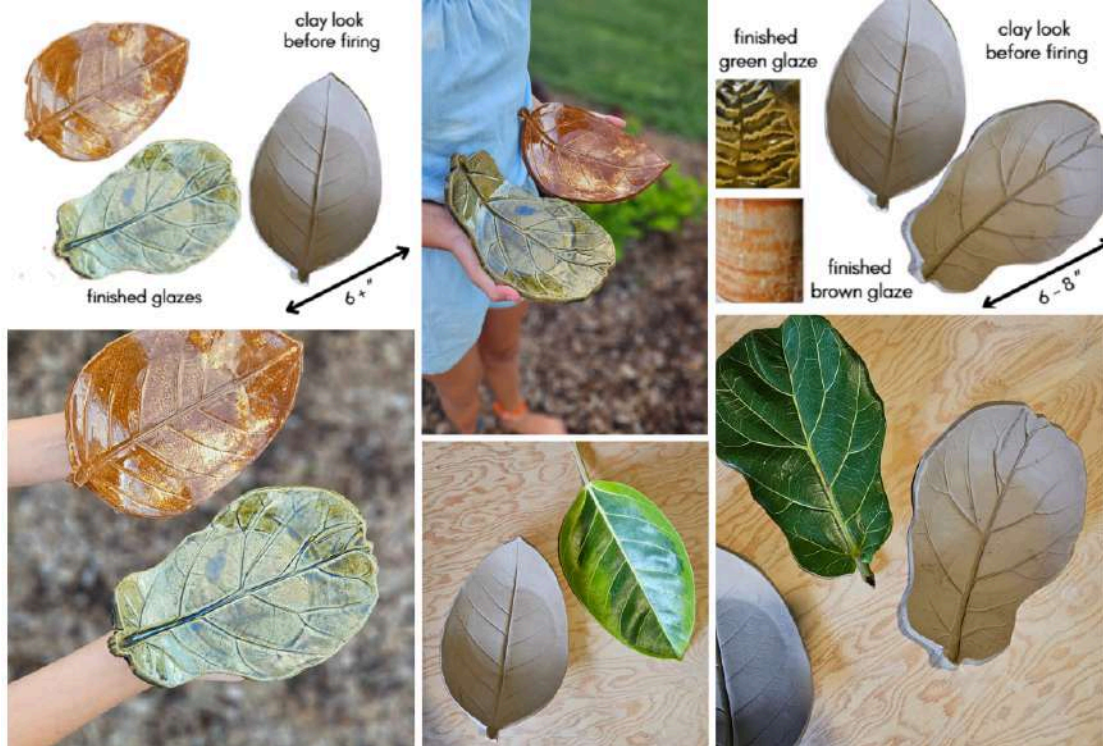 clay look
before firing
finished glazes
6+"
finished
green glaze
clay look
before firing
finished
brown glaze
6-8"